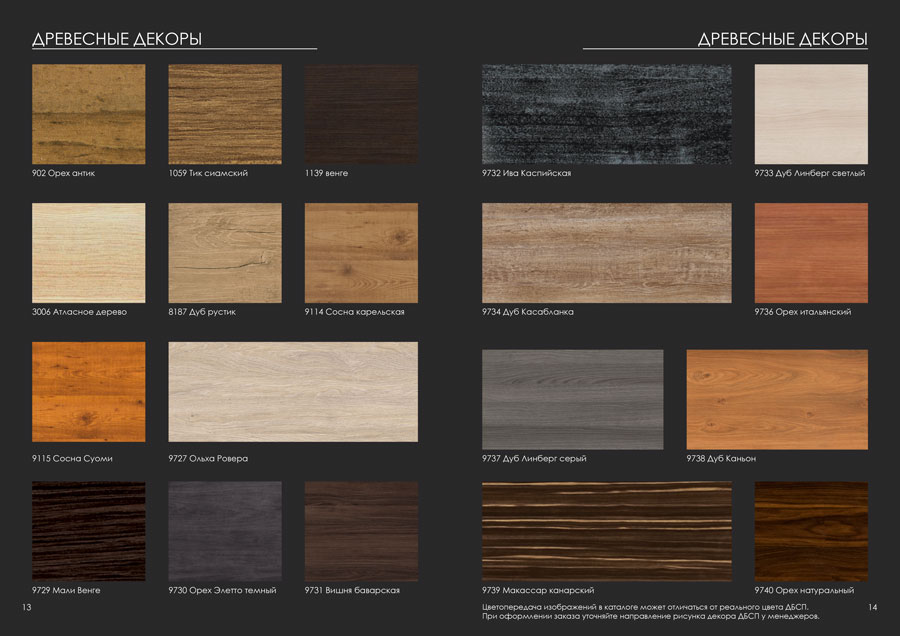 ДРЕВЕСНЫЕ ДЕКОРЫ
902 Орех антик
1059 Тик сиамский
1139 венге
3006 Атласное дерево
8187 Дуб рустик
9114 Сосна карельская
9115 Сосна Суоми
9727 Ольха Ровера
9729 Мали Венге
9730 Орех Элетто темный
9731 Вишня баварская
13
ДРЕВЕСНЫЕ ДЕКОРЫ
9732 Ива Каспийская
9733 Дуб Линберг светлый
9734 Дуб Касабланка
9736 Орех итальянский
9737 Дуб Линберг серый
9738 Дуб Каньон
9739 Макассар канарский
9740 Орех натуральный
Цветопередача изображений в каталоге может отличаться от реального цвета ДБСП.
При оформлении заказа уточняйте направление рисунка декора ДБСП у менеджеров.
14